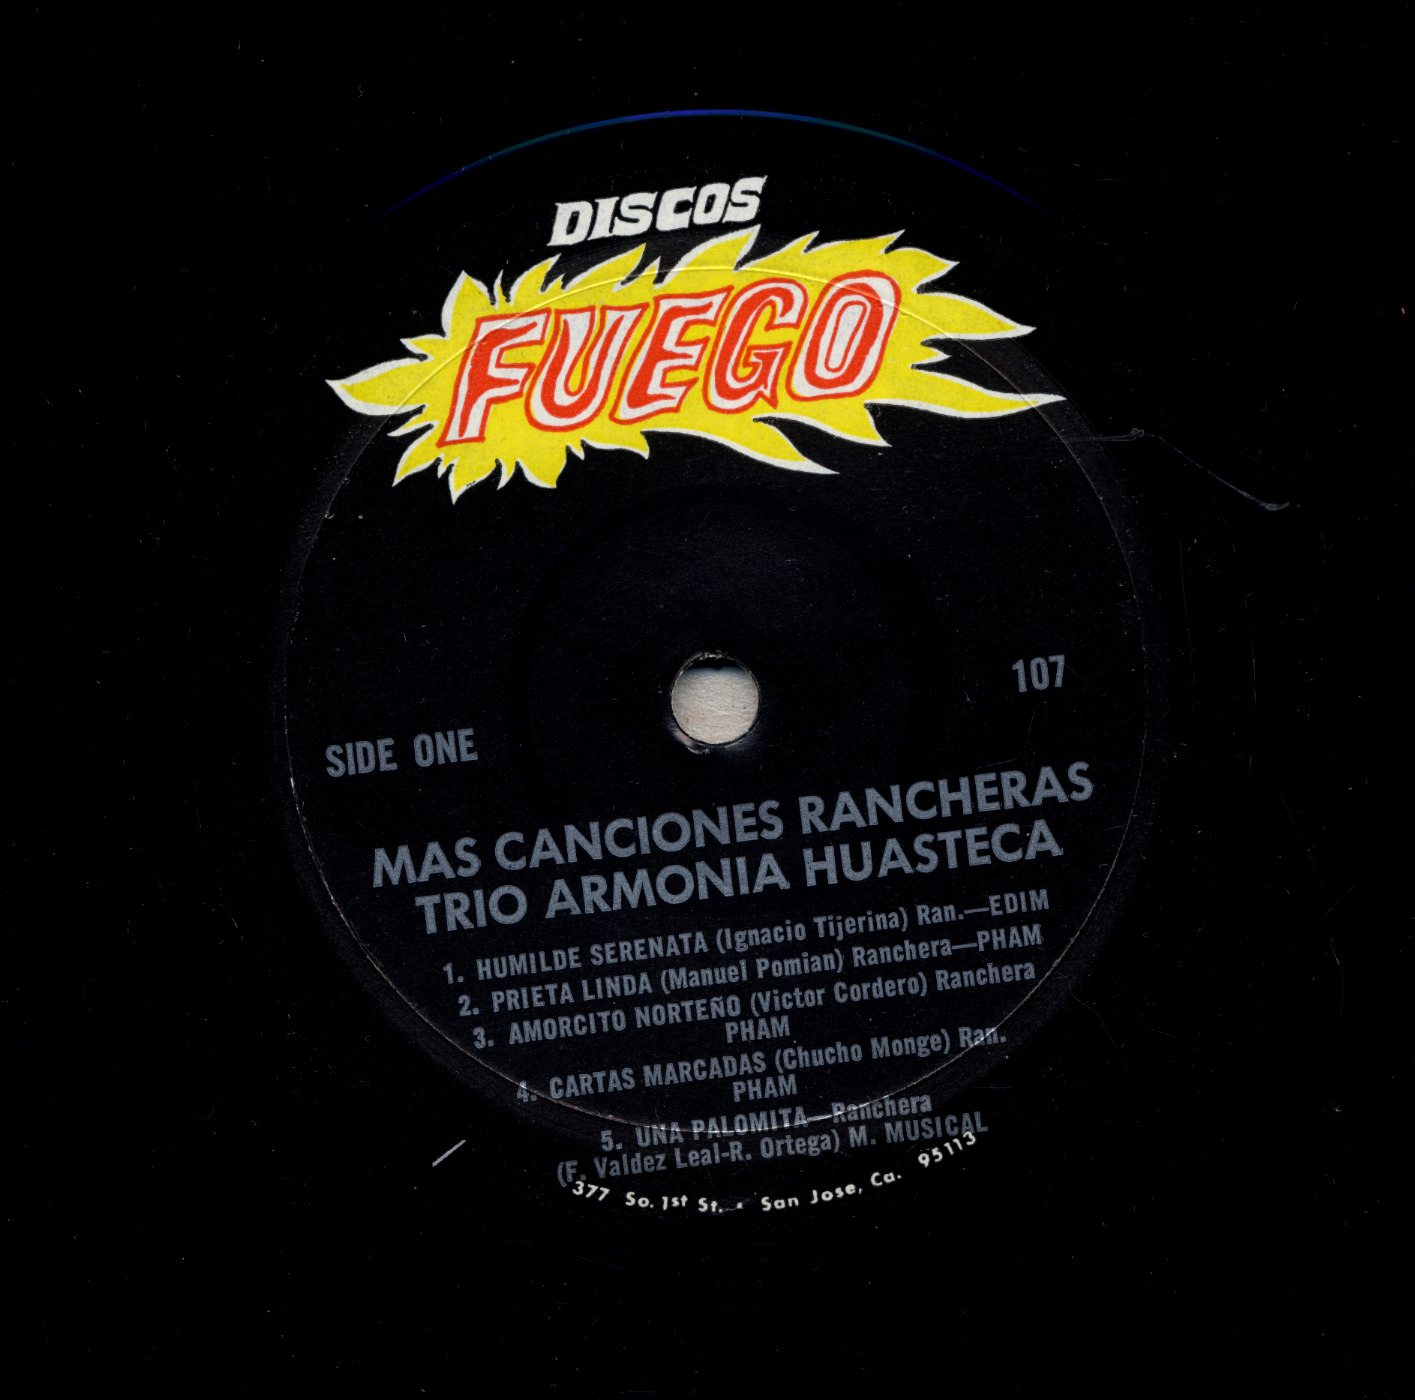 DISCOS
FUEGO
107
SIDE ONE
MAS CANCIONES RANCHERAS
TRIO ARMONIA HUASTECA
1. HUMILDE SERENATA (Ignacio Tijerina) Ran.—EDIM
2. PRIETA LINDA (Manuel Pomian) Ranchera—PHAM
3. AMORCITO NORTEÑO (Victor Cordero) Ranchera
PHAM
4. CARTAS MARCADAS (Chucho Monge) Ran.
PHAM
5. UNA PALOMITA—Ranchera
(F. Valdez Leal-R. Ortega) M. MUSICAL
377 So. 1st St. • San Jose, Ca. 95113